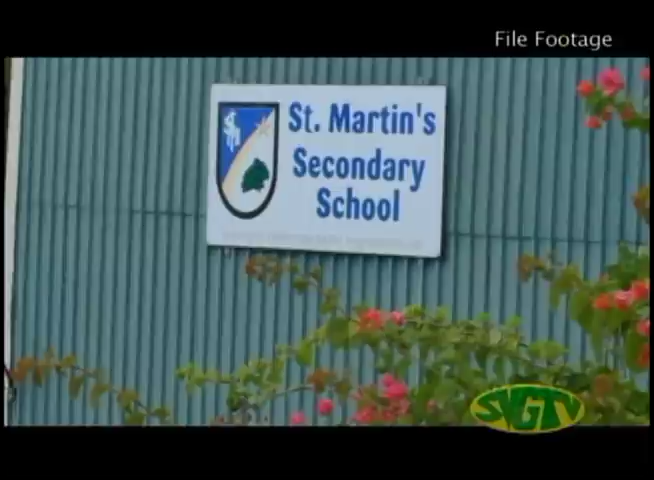 File Footage
St. Martin's
Secondary
School
SVGTV